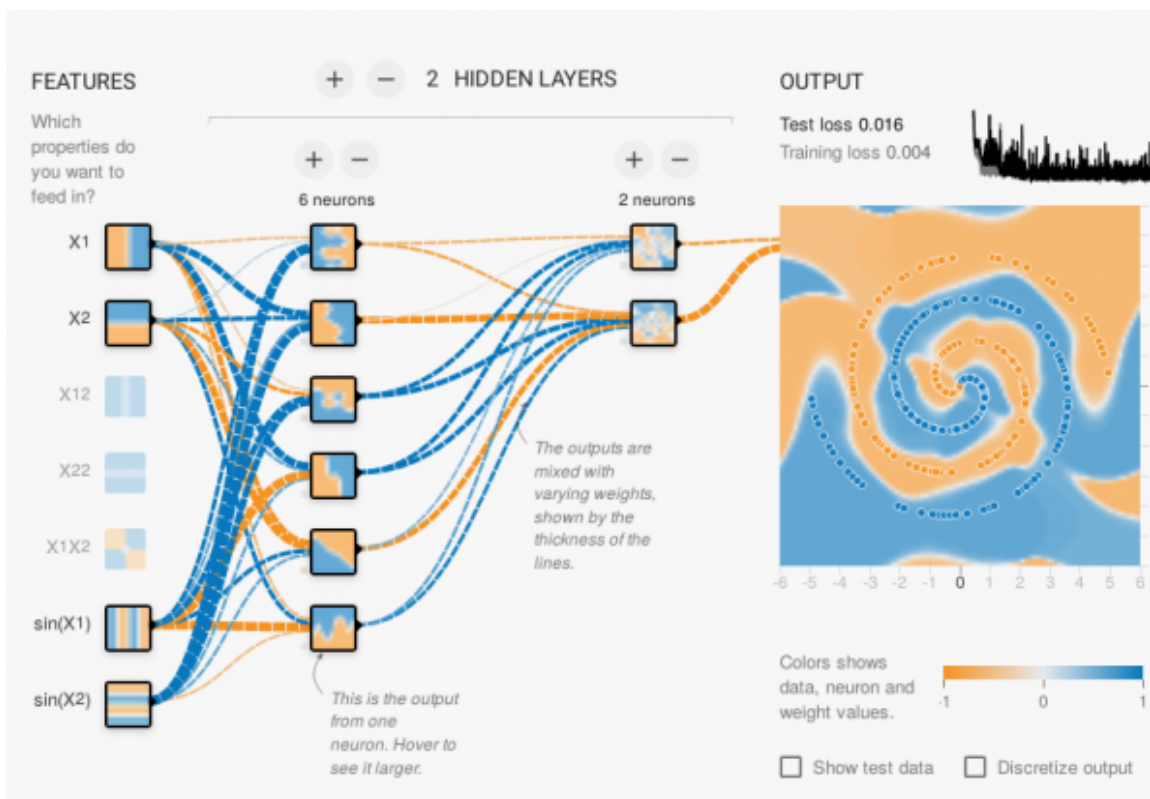 FEATURES
Which
properties do
you want to
feed in?
X1
X2
X12
X22
X1X2
sin(X1)
sin(X2)
+ − 2 HIDDEN LAYERS
+ −
6 neurons
+ −
2 neurons
This is the output
from one
neuron. Hover to
see it larger.
The outputs are
mixed with
varying weights,
shown by the
thickness of the
lines.
OUTPUT
Test loss 0.016
Training loss 0.004
-6 -5 -4 -3 -2 -1 0 1 2 3 4 5 6
Colors shows
data, neuron and
weight values.
-1 0 1
Show test data
Discretize output